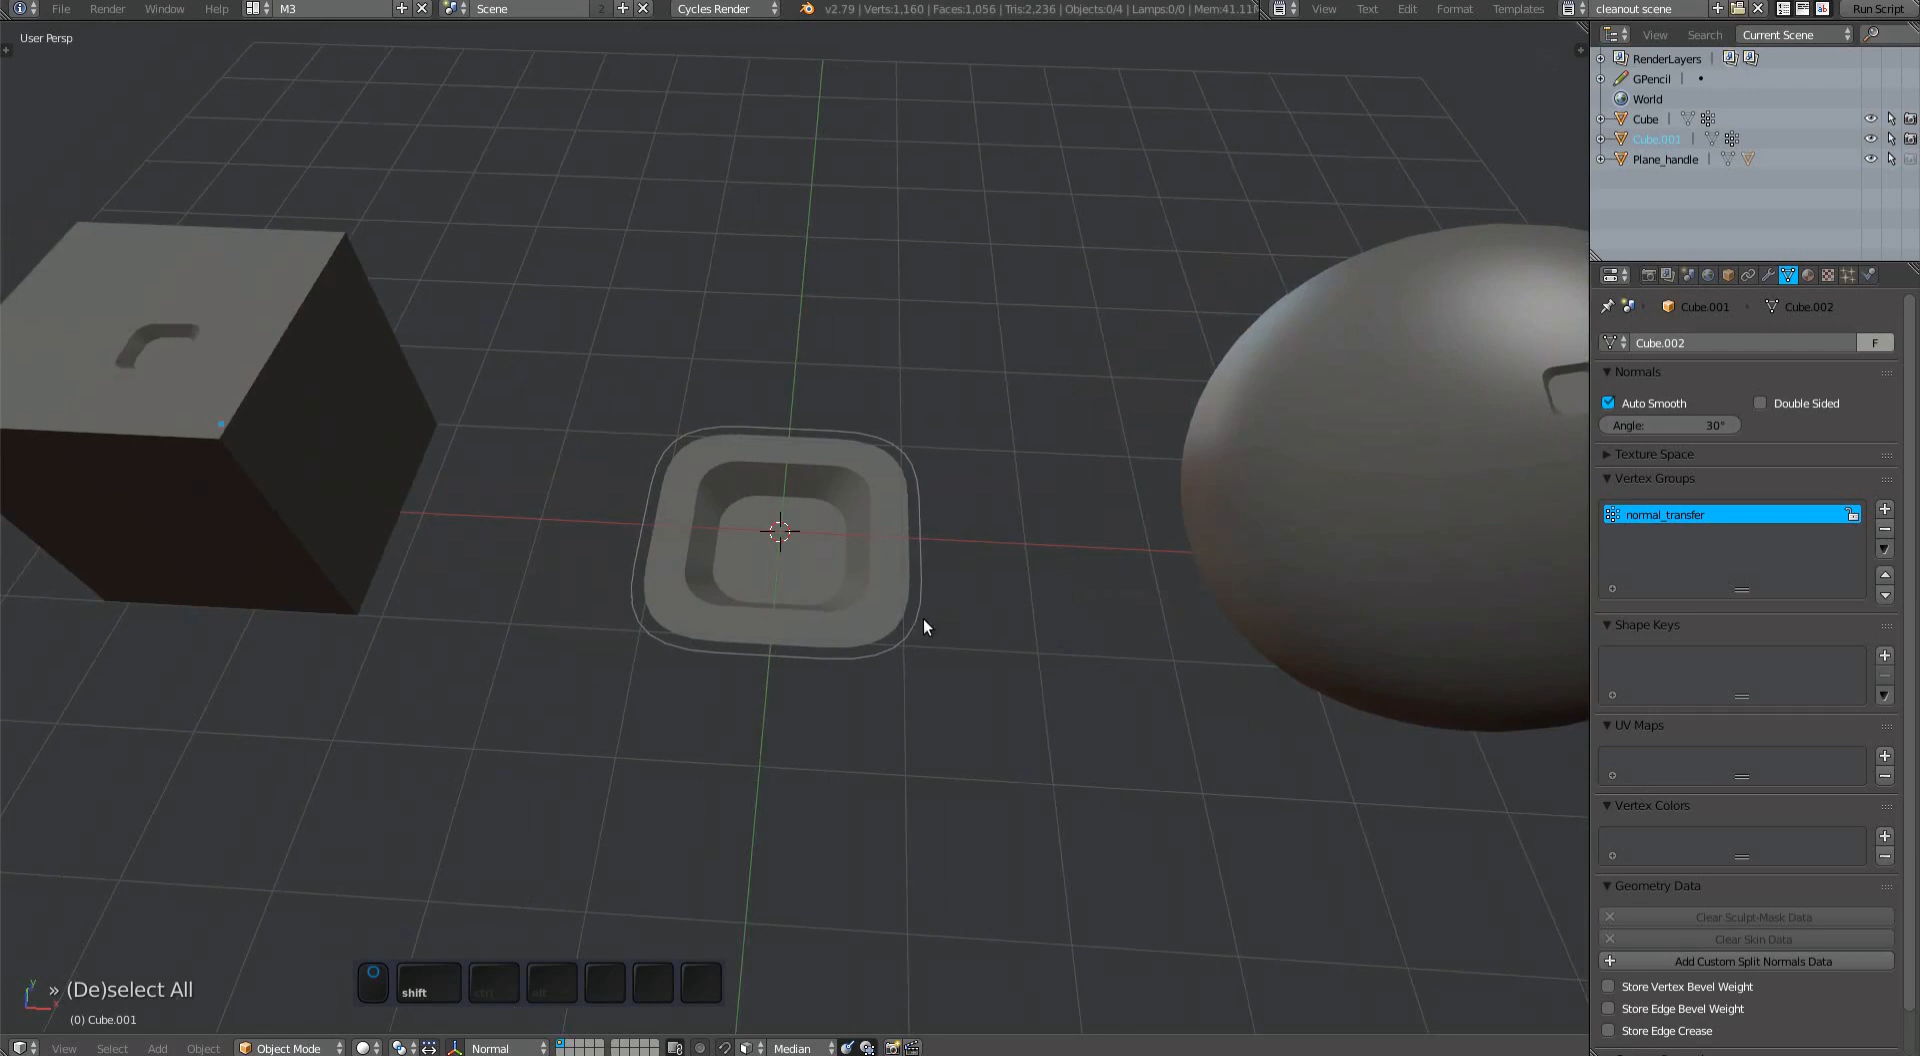 File Render Window Help M3 Scene 2 Cycles Render v2.79 | Verts:1,160 | Faces:1,056 | Tris:2,236 | Objects:0/4 | Lamps:0/0 | Mem:41.11M View Text Edit Format Templates cleanout scene Run Script
User Persp
View Search Current Scene
RenderLayers
GPencil
World
Cube
Cube.001
Plane_handle
Cube.001 Cube.002
Cube.002 F
Normals
Auto Smooth Double Sided
Angle: 30°
Texture Space
Vertex Groups
normal_transfer
Shape Keys
UV Maps
Vertex Colors
Geometry Data
Clear Sculpt-Mask Data
Clear Skin Data
Add Custom Split Normals Data
Store Vertex Bevel Weight
Store Edge Bevel Weight
Store Edge Crease
shift ctrl alt
» (De)select All
(0) Cube.001
View Select Add Object Object Mode Normal Median